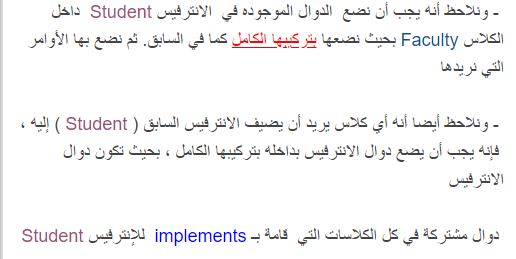 - ونلاحظ أنه يجب أن نضع الدوال الموجوده في الانترفيس Student داخل
الكلاس Faculty بحيث نضعها بتركيبها الكامل كما في السابق. ثم نضع بها الأوامر
التي نريدها
- ونلاحظ أيضا أنه أي كلاس يريد أن يضيف الانترفيس السابق ( Student ) إليه ،
فإنه يجب أن يضع دوال الانترفيس بداخله بتركيبها الكامل ، بحيث تكون دوال
الانترفيس
دوال مشتركة في كل الكلاسات التي قامة بـ implements للإنترفيس Student